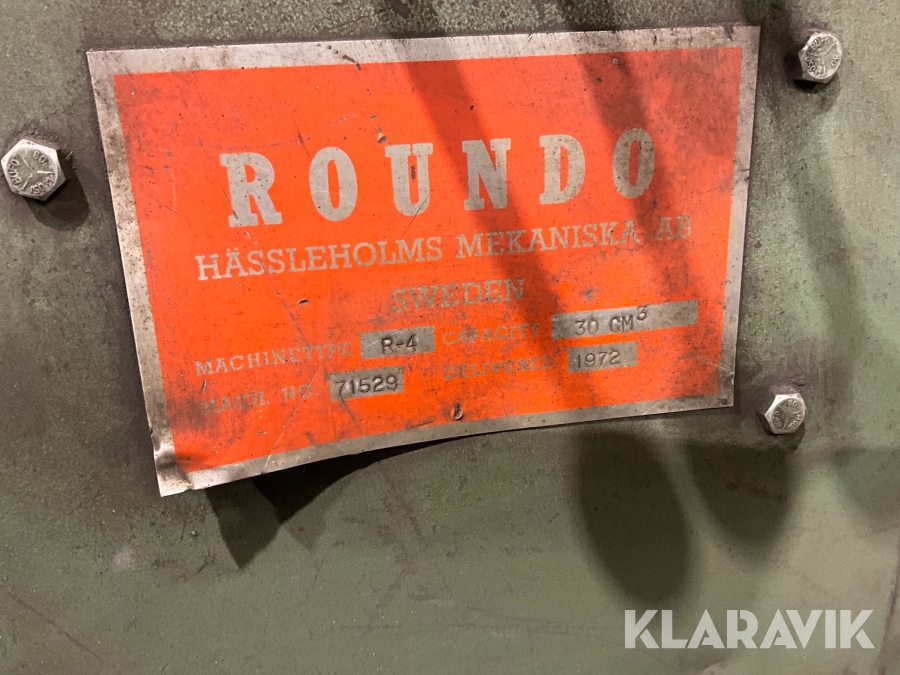 ROUNDO
HÄSSLEHOLMS MEKANISKA AB
SWEDEN
MACHINETYPE R-4 CAPACITY 30 CM³
71529 DELIVERED 1972
KLARAVIK